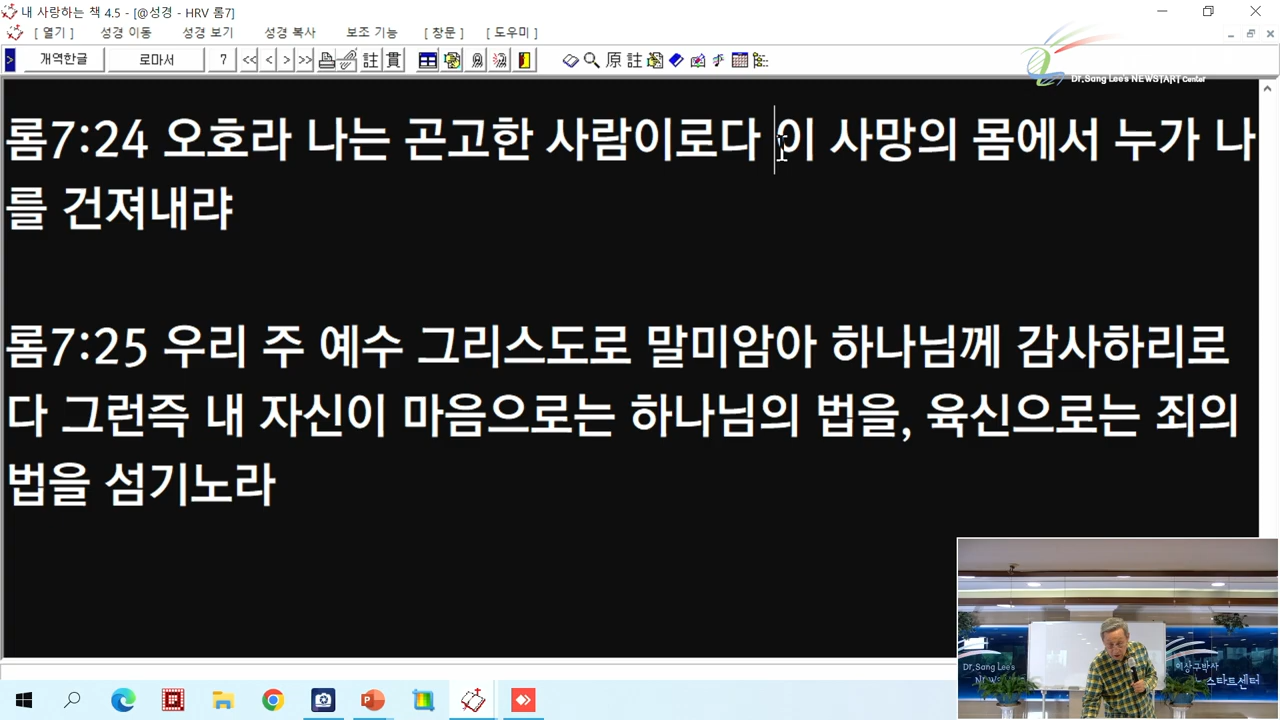 내 사랑하는 책 4.5 - [@성경 - HRV 롬7]
[ 열기 ] 성경 이동 성경 보기 성경 복사 보조 기능 [ 창문 ] [ 도우미 ]
> 개역한글 로마서 7 << < > >> 註 貫 原 註
Dr.Sang Lee's NEWSTART Center
롬7:24 오호라 나는 곤고한 사람이로다 이 사망의 몸에서 누가 나
를 건져내랴
롬7:25 우리 주 예수 그리스도로 말미암아 하나님께 감사하리로
다 그런즉 내 자신이 마음으로는 하나님의 법을, 육신으로는 죄의
법을 섬기노라
Dr.Sang Lee's
이상구박사
스타트센터